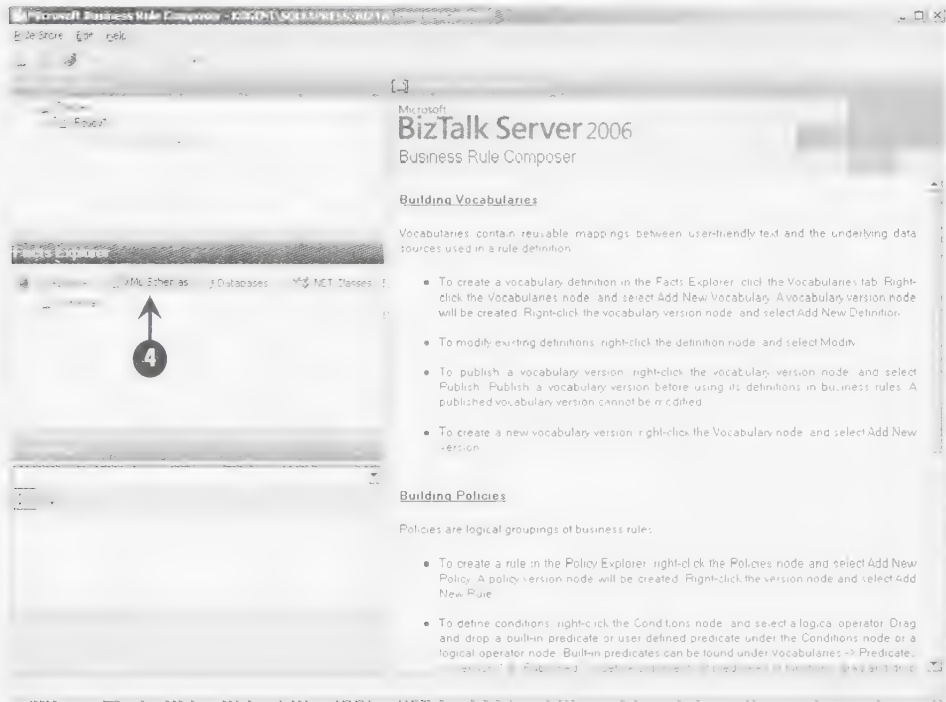 Microsoft Business Rule Composer
Rule Store Edit Help
Facts Explorer
XML Schemas Databases .NET Classes
4
Microsoft
BizTalk Server 2006
Business Rule Composer
Building Vocabularies
Vocabularies contain reusable mappings between user-friendly text and the underlying data
sources used in a rule definition
• To create a vocabulary definition in the Facts Explorer click the Vocabularies tab Right-
click the Vocabularies node and select Add New Vocabulary A vocabulary version node
will be created Right-click the vocabulary version node and select Add New Definition
• To modify existing definitions right-click the definition node and select Modify
• To publish a vocabulary version right-click the vocabulary version node and select
Publish Publish a vocabulary version before using its definitions in business rules A
published vocabulary version cannot be modified
• To create a new vocabulary version right-click the Vocabulary node and select Add New
version
Building Policies
Policies are logical groupings of business rules
• To create a rule in the Policy Explorer right-click the Policies node and select Add New
Policy A policy version node will be created Right-click the version node and select Add
New Rule
• To define conditions right-click the Conditions node and select a logical operator Drag
and drop a built-in predicate or user defined predicate under the Conditions node or a
logical operator node Built-in predicates can be found under Vocabularies -> Predicates